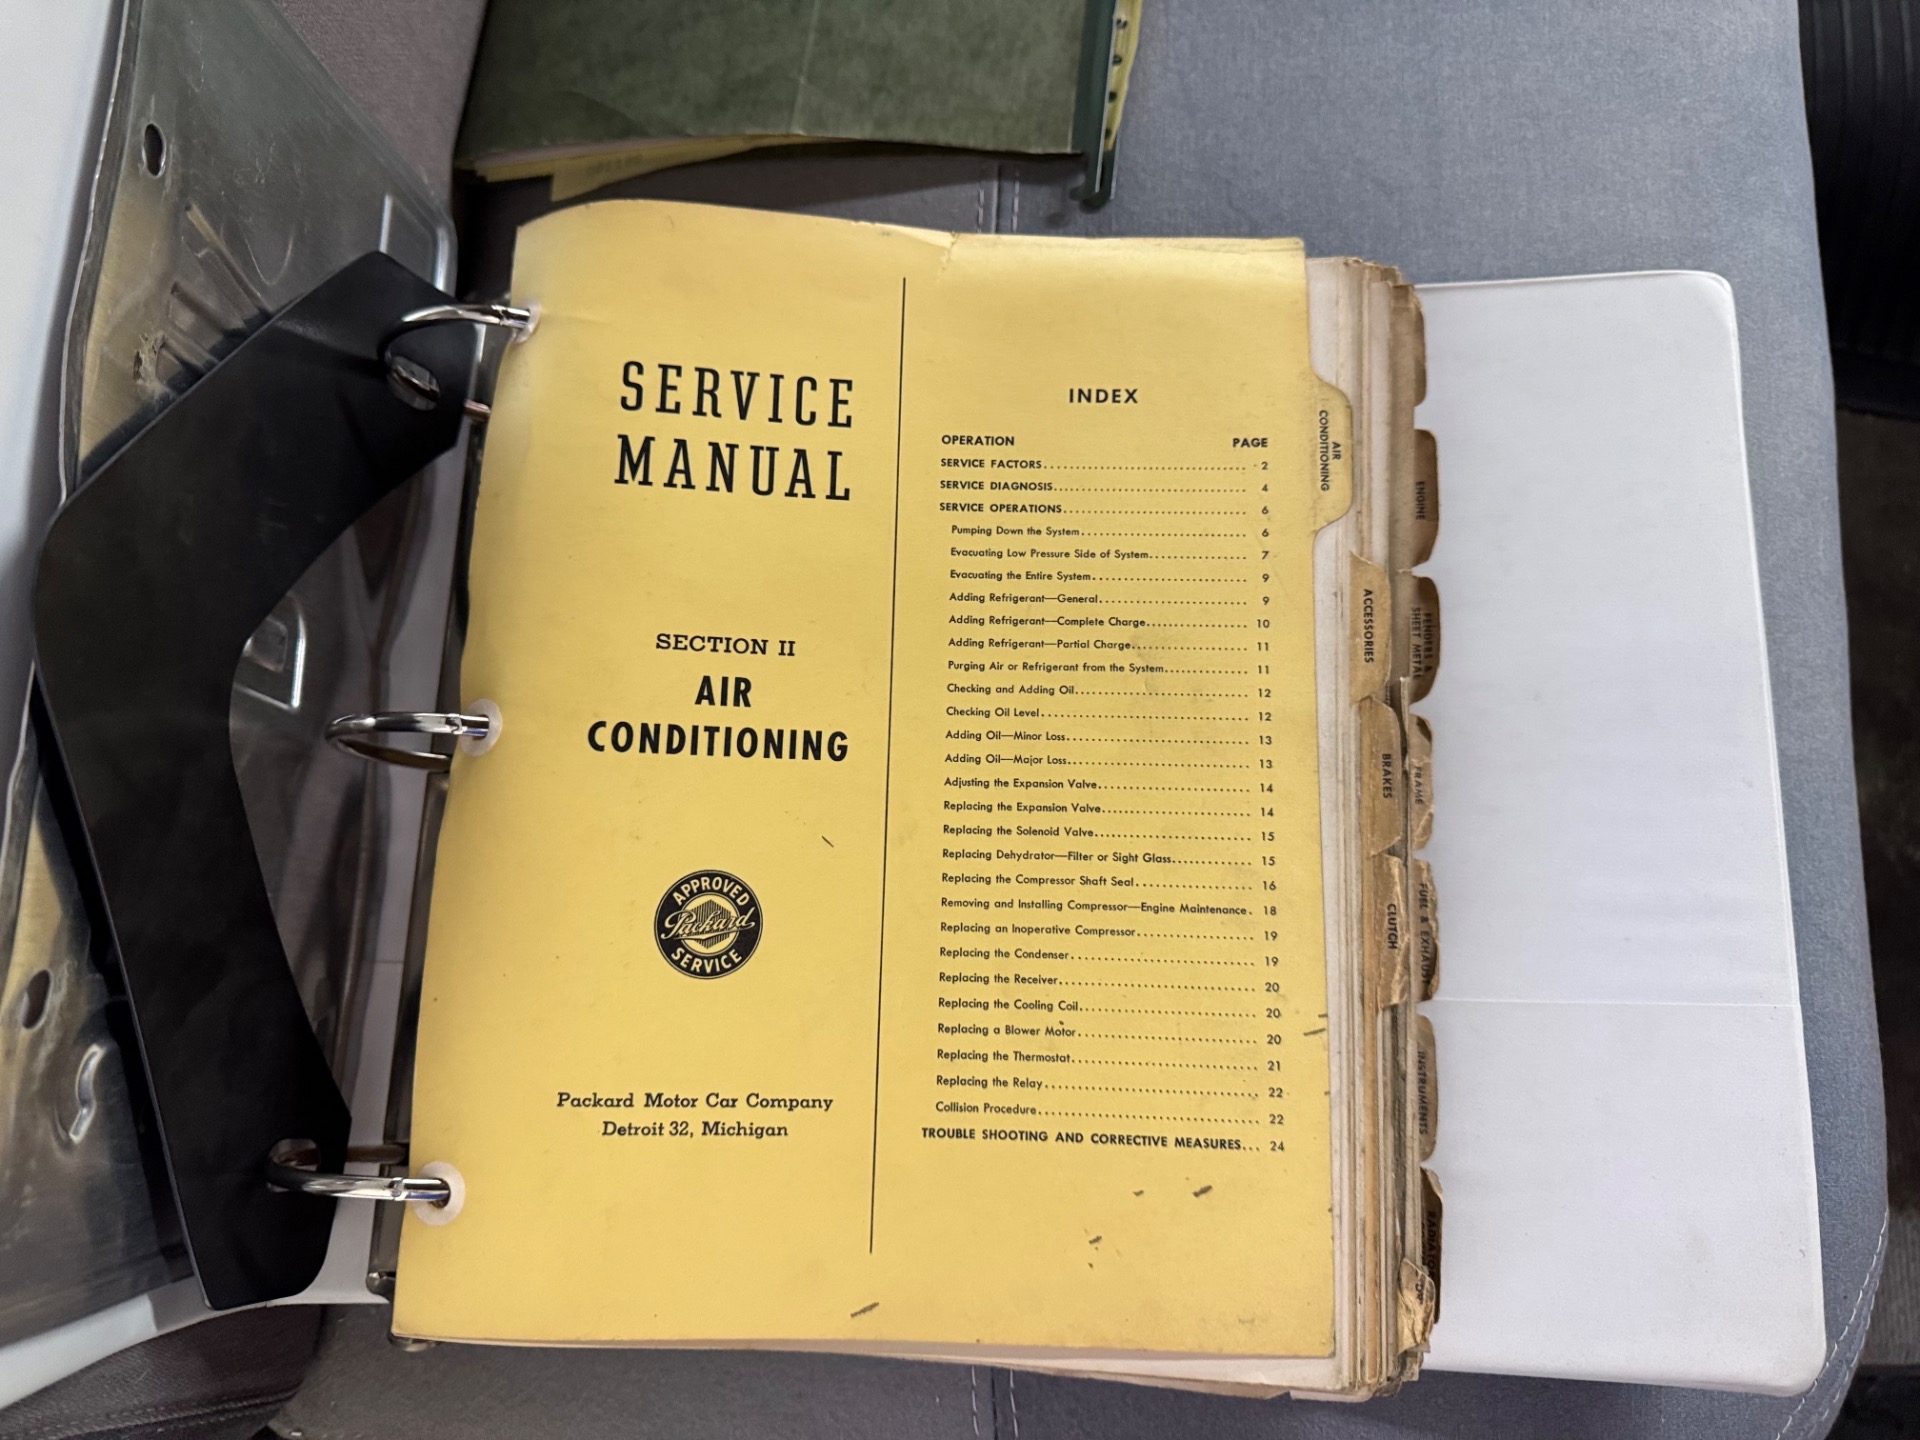 SERVICE
MANUAL
SECTION II
AIR
CONDITIONING
APPROVED
Packard
SERVICE
Packard Motor Car Company
Detroit 32, Michigan
INDEX
OPERATION PAGE
SERVICE FACTORS 2
SERVICE DIAGNOSIS 4
SERVICE OPERATIONS 6
Pumping Down the System 6
Evacuating Low Pressure Side of System 7
Evacuating the Entire System 9
Adding Refrigerant—General 9
Adding Refrigerant—Complete Charge 10
Adding Refrigerant—Partial Charge 11
Purging Air or Refrigerant from the System 11
Checking and Adding Oil 12
Checking Oil Level 12
Adding Oil—Minor Loss 13
Adding Oil—Major Loss 13
Adjusting the Expansion Valve 14
Replacing the Expansion Valve 14
Replacing the Solenoid Valve 15
Replacing Dehydrator—Filter or Sight Glass 15
Replacing the Compressor Shaft Seal 16
Removing and Installing Compressor—Engine Maintenance 18
Replacing an Inoperative Compressor 19
Replacing the Condenser 19
Replacing the Receiver 20
Replacing the Cooling Coil 20
Replacing a Blower Motor 20
Replacing the Thermostat 21
Replacing the Relay 22
Collision Procedure 22
TROUBLE SHOOTING AND CORRECTIVE MEASURES 24
AIR
CONDITIONING
ACCESSORIES
BRAKES
CLUTCH
ENGINE
FENDERS &
SHEET METAL
FRAME
FUEL & EXHAUST
INSTRUMENTS
RADIATOR